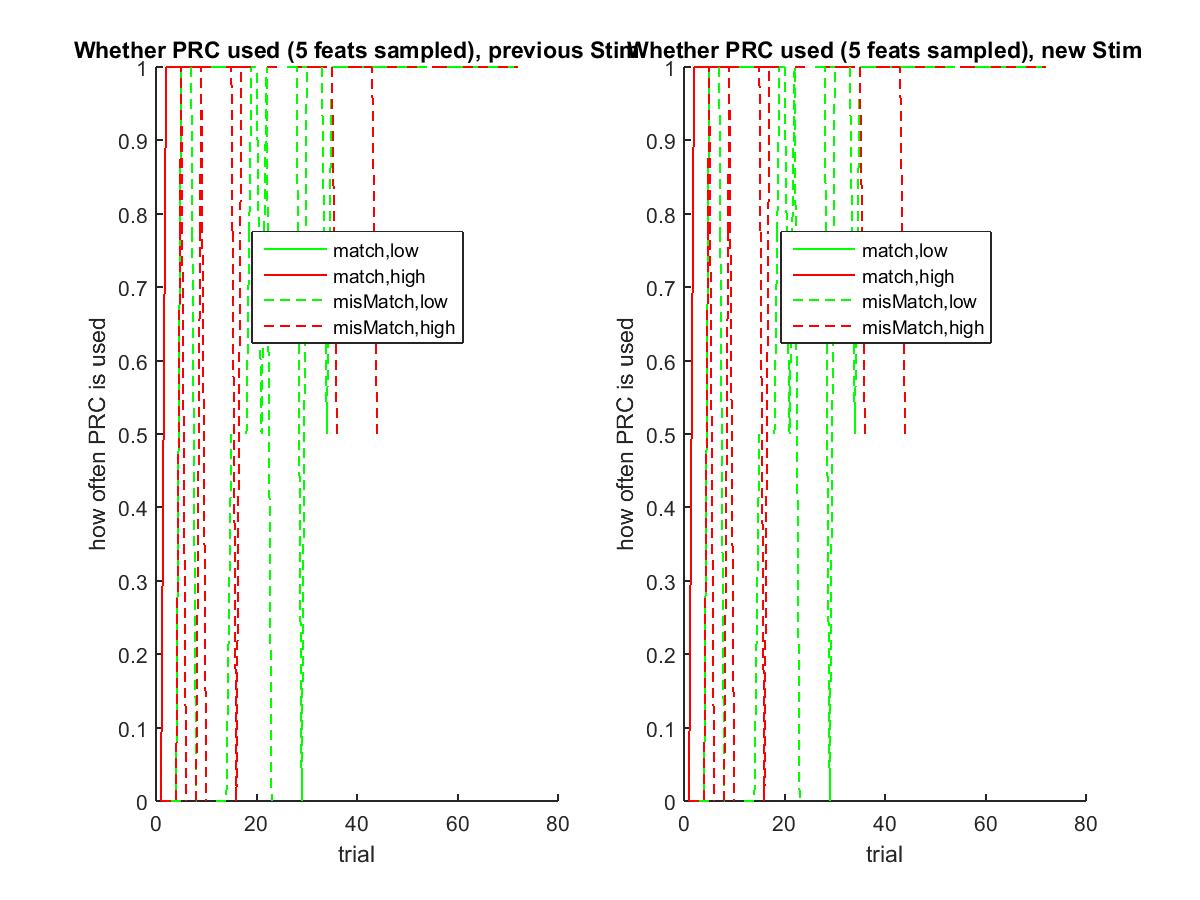 Whether PRC used (5 feats sampled), previous Stim
1
0.9
0.8
0.7
0.6
0.5
0.4
0.3
0.2
0.1
0
how often PRC is used
match,low
match,high
misMatch,low
misMatch,high
0 20 40 60 80
trial
Whether PRC used (5 feats sampled), new Stim
1
0.9
0.8
0.7
0.6
0.5
0.4
0.3
0.2
0.1
0
how often PRC is used
match,low
match,high
misMatch,low
misMatch,high
0 20 40 60 80
trial